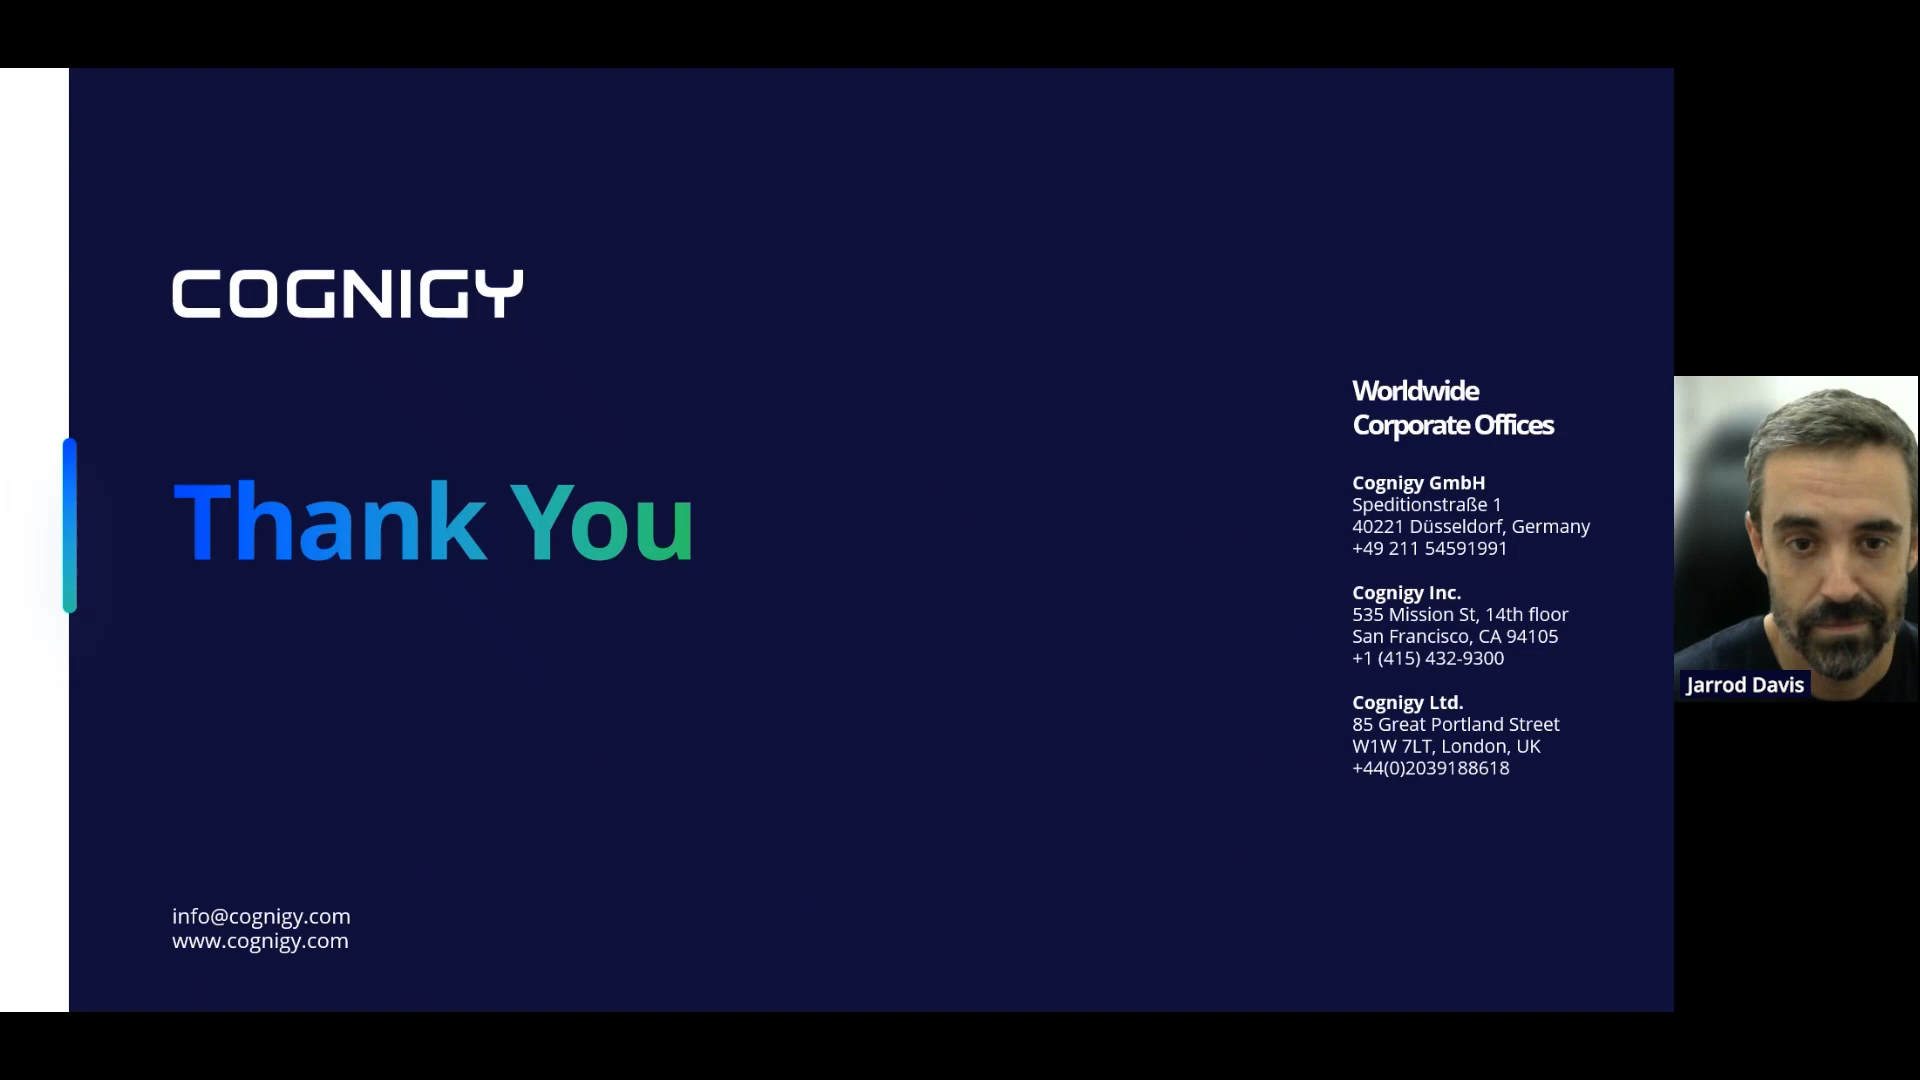 COGNIGY
Thank You
Worldwide
Corporate Offices
Cognigy GmbH
Speditionstraße 1
40221 Düsseldorf, Germany
+49 211 54591991
Cognigy Inc.
535 Mission St, 14th floor
San Francisco, CA 94105
+1 (415) 432-9300
Cognigy Ltd.
85 Great Portland Street
W1W 7LT, London, UK
+44(0)2039188618
info@cognigy.com
www.cognigy.com
Jarrod Davis